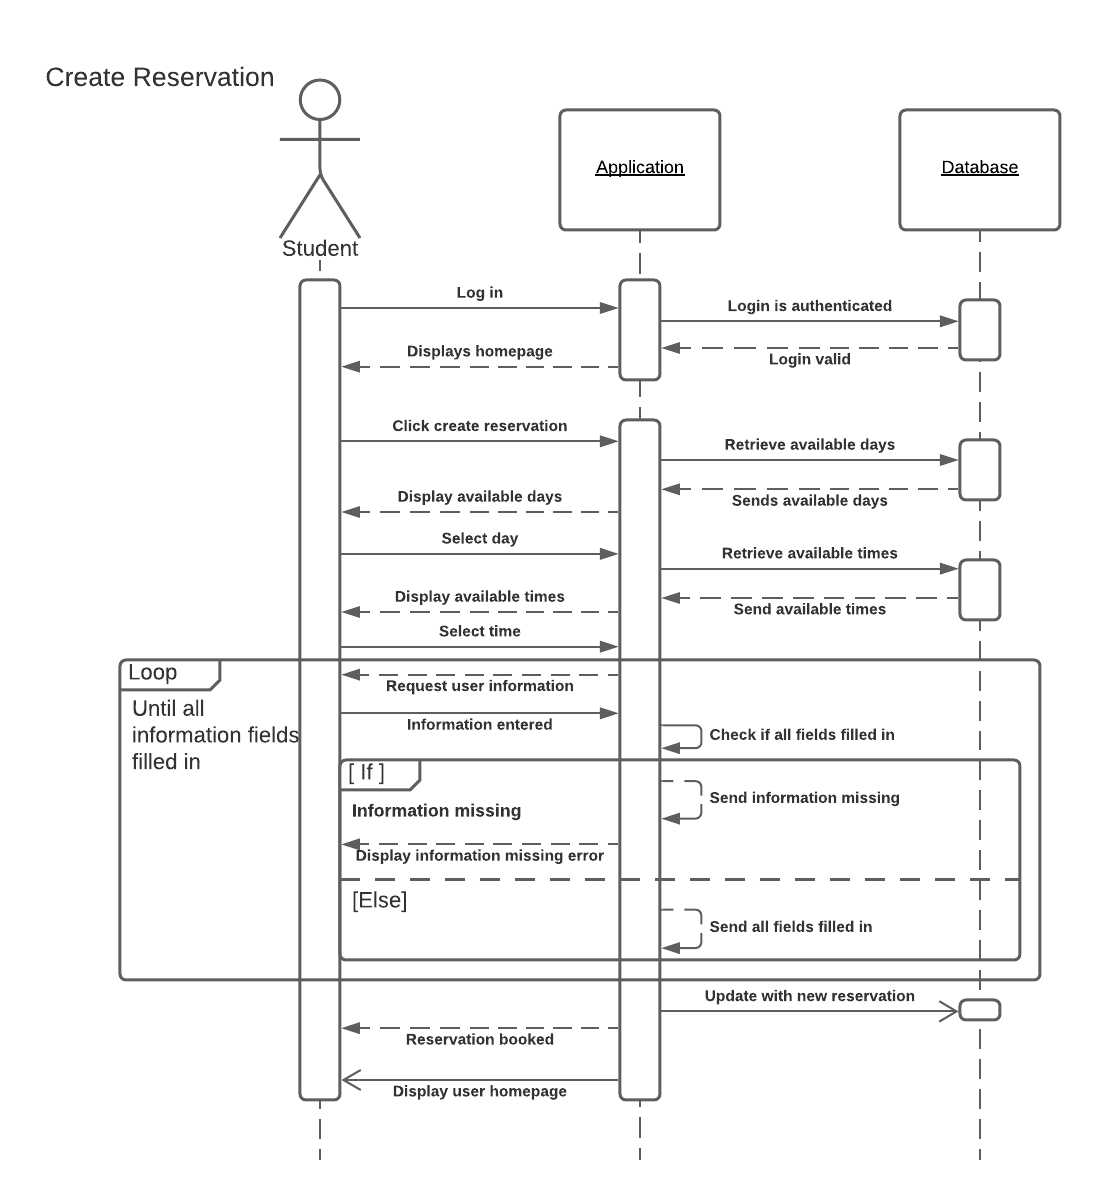 Create Reservation
Student
Application
Database
Log in
Login is authenticated
Displays homepage
Login valid
Click create reservation
Retrieve available days
Display available days
Sends available days
Select day
Retrieve available times
Display available times
Send available times
Select time
Loop
Until all
information fields
filled in
Request user information
Information entered
Check if all fields filled in
[ If ]
Information missing
Send information missing
Display information missing error
[Else]
Send all fields filled in
Update with new reservation
Reservation booked
Display user homepage